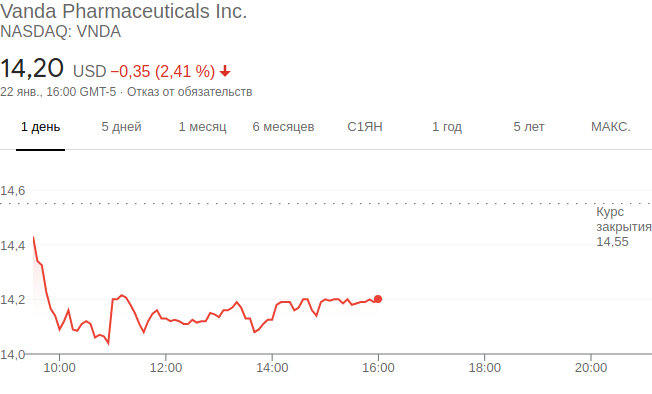 Vanda Pharmaceuticals Inc.
NASDAQ: VNDA
14,20 USD −0,35 (2,41 %)
22 янв., 16:00 GMT-5 · Отказ от обязательств
1 день 5 дней 1 месяц 6 месяцев С1ЯН 1 год 5 лет МАКС.
14,6
Курс
закрытия
14,55
14,4
14,2
14,0
10:00 12:00 14:00 16:00 18:00 20:00